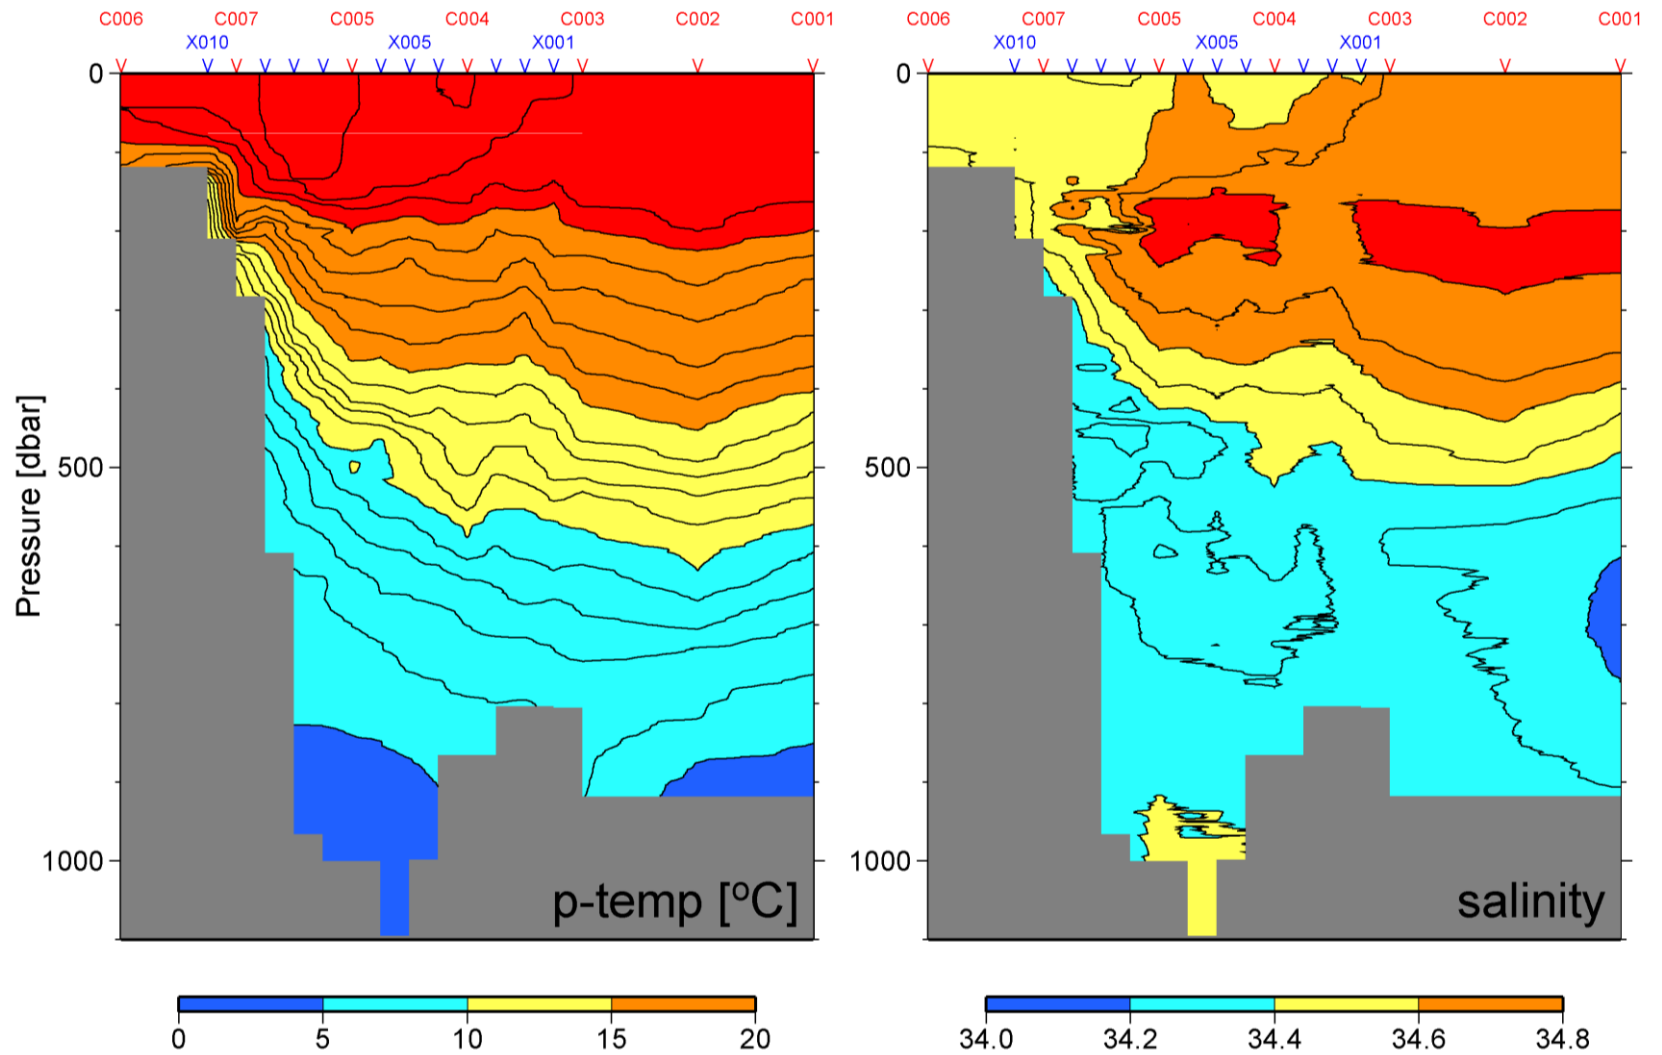 C006 C007 C005 C004 C003 C002 C001
X010 X005 X001
C006 C007 C005 C004 C003 C002 C001
X010 X005 X001
0
500
1000
Pressure [dbar]
p-temp [°C]
0
500
1000
salinity
0 5 10 15 20
34.0 34.2 34.4 34.6 34.8